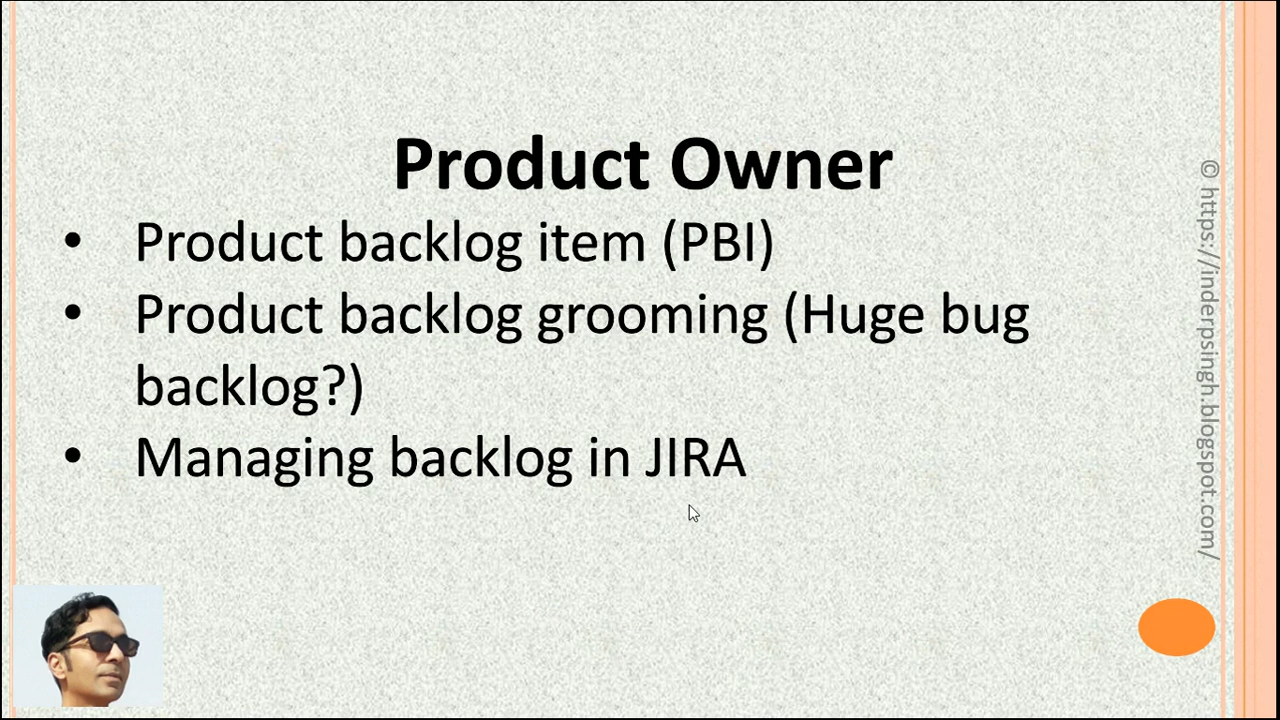 Product Owner
• Product backlog item (PBI)
• Product backlog grooming (Huge bug
backlog?)
• Managing backlog in JIRA
© https://inderpsingh.blogspot.com/